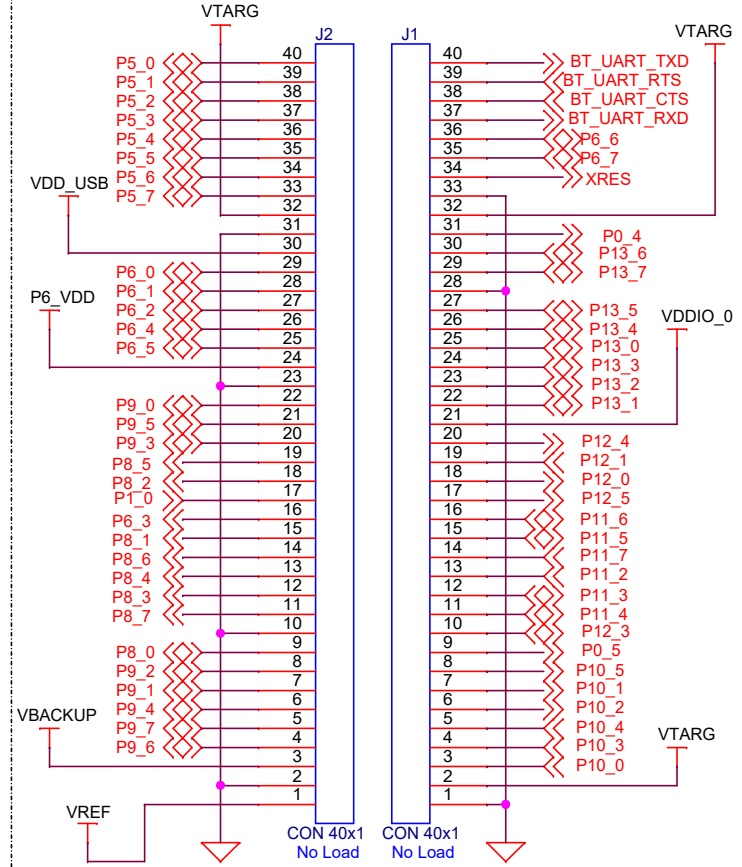 VTARG
J2 J1 VTARG
40 40
P5_0 39 39 BT_UART_TXD
P5_1 38 38 BT_UART_RTS
P5_2 37 37 BT_UART_CTS
P5_3 36 36 BT_UART_RXD
P5_4 35 35 P6_6
P5_5 34 34 P6_7
P5_6 33 33 XRES
VDD_USB P5_7 32 32
31 31
30 30 P0_4
29 29 P13_6
P6_0 28 28 P13_7
P6_1 27 27
P6_VDD P6_2 26 26 P13_5 VDDIO_0
P6_4 25 25 P13_4
P6_5 24 24 P13_0
23 23 P13_3
22 22 P13_2
P9_0 21 21 P13_1
P9_5 20 20
P9_3 19 19 P12_4
P8_5 18 18 P12_1
P8_2 17 17 P12_0
P1_0 16 16 P12_5
P6_3 15 15 P11_6
P8_1 14 14 P11_5
P8_6 13 13 P11_7
P8_4 12 12 P11_2
P8_3 11 11 P11_3
P8_7 10 10 P11_4
9 9 P12_3
P8_0 8 8 P0_5
P9_2 7 7 P10_5
P9_1 6 6 P10_1
P9_4 5 5 P10_2
VBACKUP P9_7 4 4 P10_4 VTARG
P9_6 3 3 P10_3
2 2 P10_0
1 1
VREF
CON 40x1 CON 40x1
No Load No Load